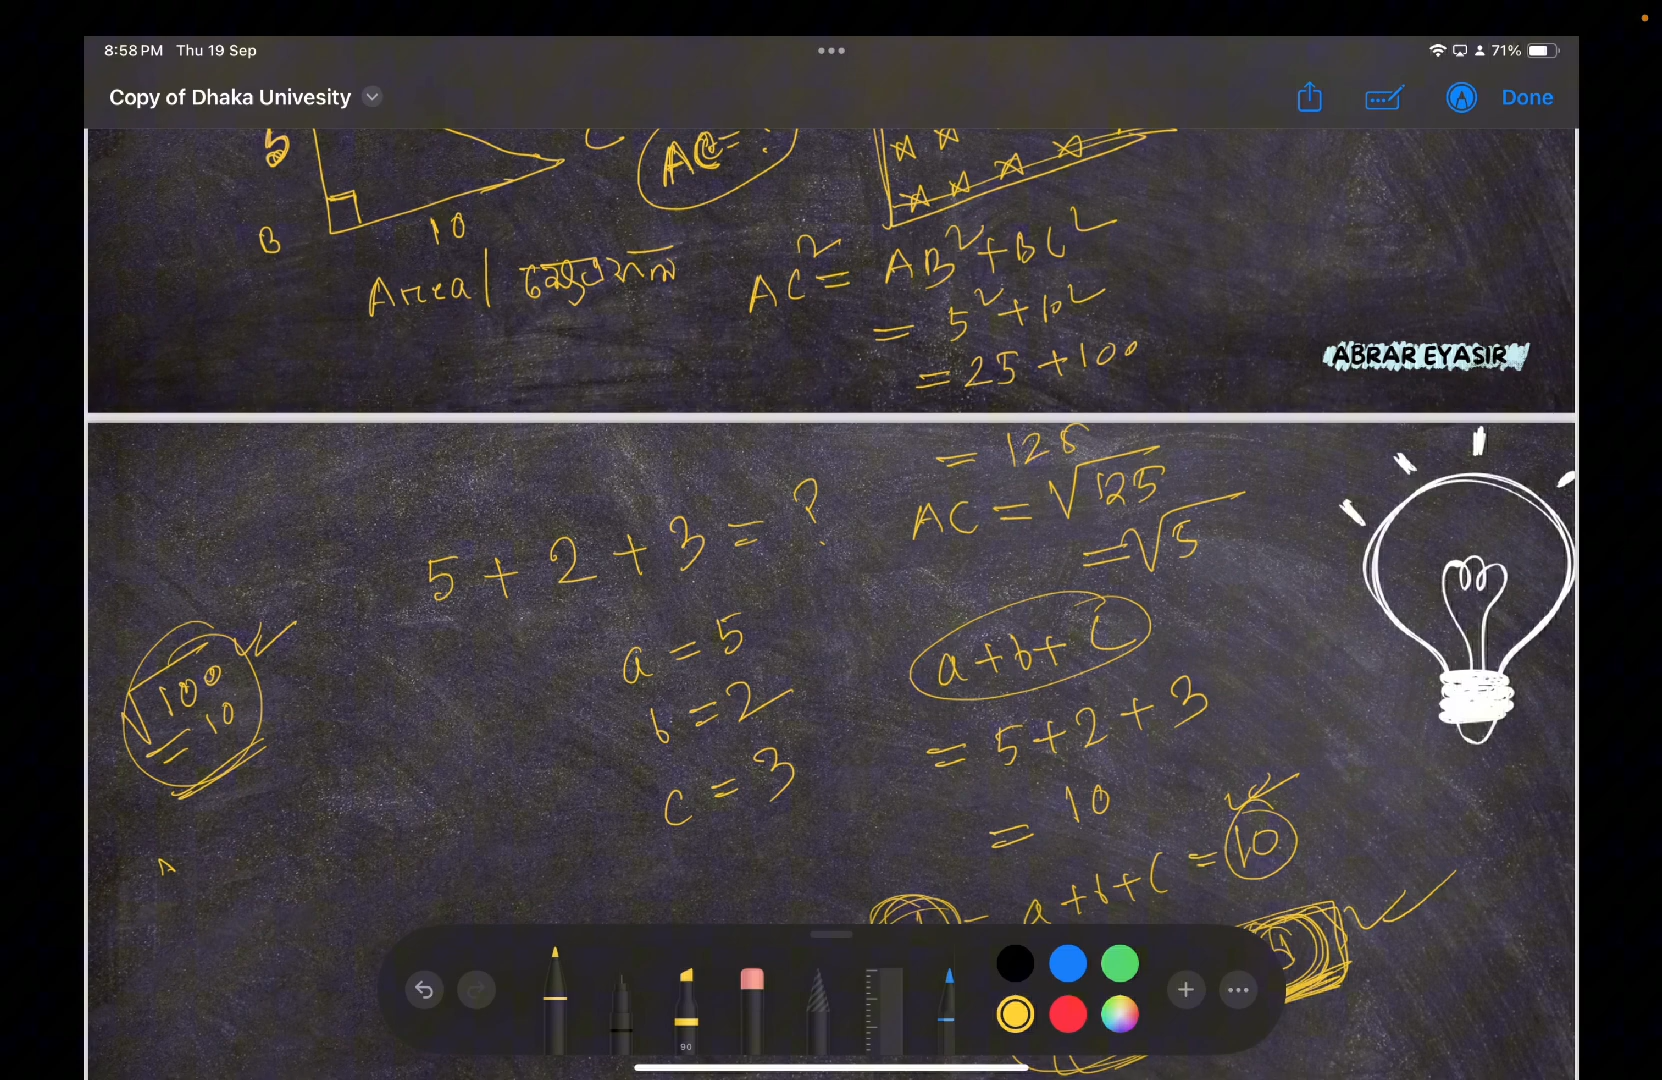 8:58 PM Thu 19 Sep
71%
Copy of Dhaka Univesity
Done
5
B
10
AC = ?
Area
AC² = AB² + BC²
= 5² + 10²
= 25 + 100
ABRAR EYASIR
= 125
AC = √125
= √5
5 + 2 + 3 = ?
√100
= 10
a = 5
b = 2
c = 3
a + b + c
= 5 + 2 + 3
= 10
a + b + c = 10
A
90